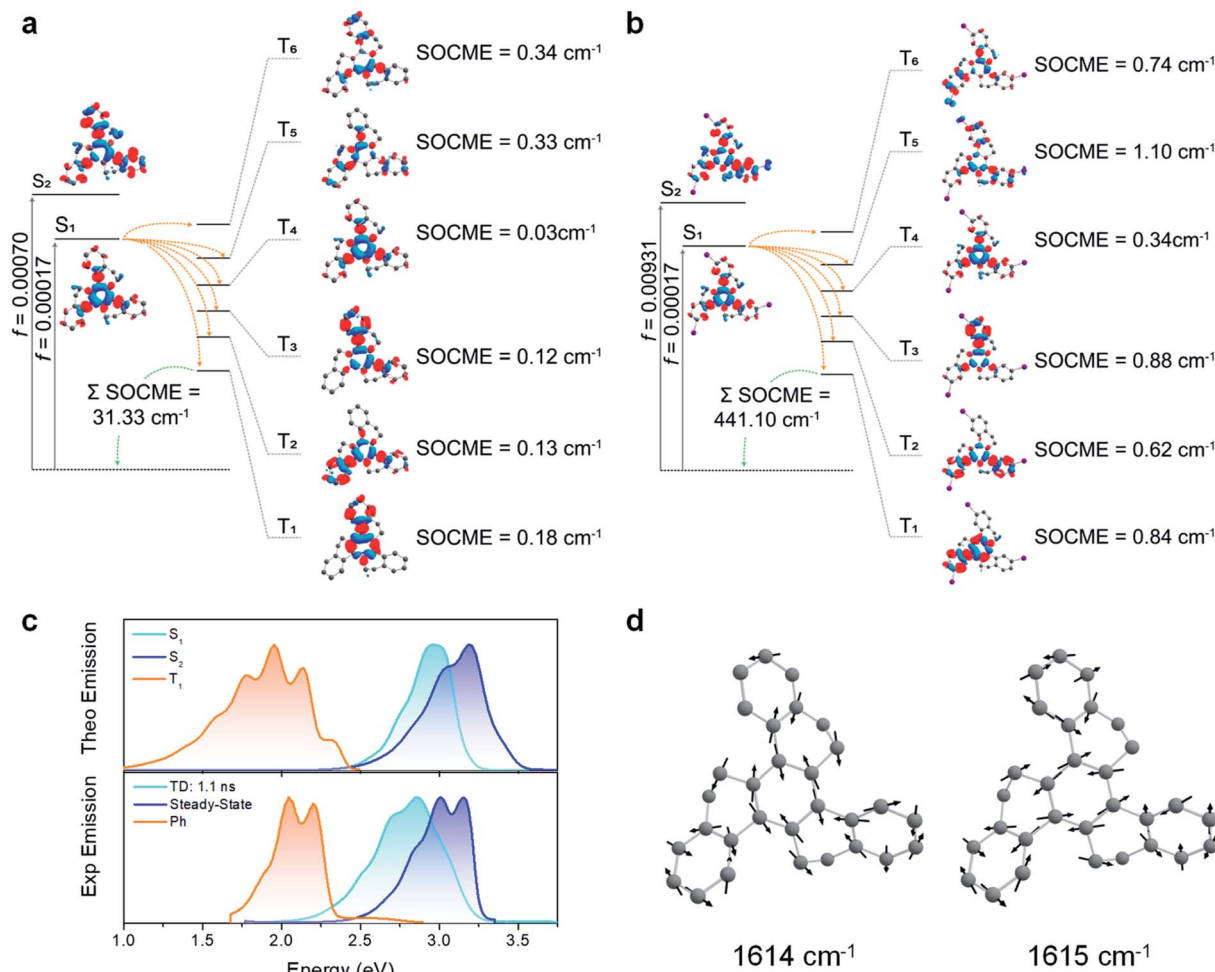 a
T₆
SOCME = 0.34 cm⁻¹
T₅
SOCME = 0.33 cm⁻¹
S₂
S₁
T₄
SOCME = 0.03cm⁻¹
f = 0.00070
f = 0.00017
T₃
SOCME = 0.12 cm⁻¹
Σ SOCME =
31.33 cm⁻¹
T₂
SOCME = 0.13 cm⁻¹
T₁
SOCME = 0.18 cm⁻¹
b
T₆
SOCME = 0.74 cm⁻¹
T₅
SOCME = 1.10 cm⁻¹
S₂
S₁
T₄
SOCME = 0.34cm⁻¹
f = 0.00931
f = 0.00017
T₃
SOCME = 0.88 cm⁻¹
Σ SOCME =
441.10 cm⁻¹
T₂
SOCME = 0.62 cm⁻¹
T₁
SOCME = 0.84 cm⁻¹
c
Theo Emission
S₁
S₂
T₁
Exp Emission
TD: 1.1 ns
Steady-State
Ph
1.0 1.5 2.0 2.5 3.0 3.5
Energy (eV)
d
1614 cm⁻¹
1615 cm⁻¹